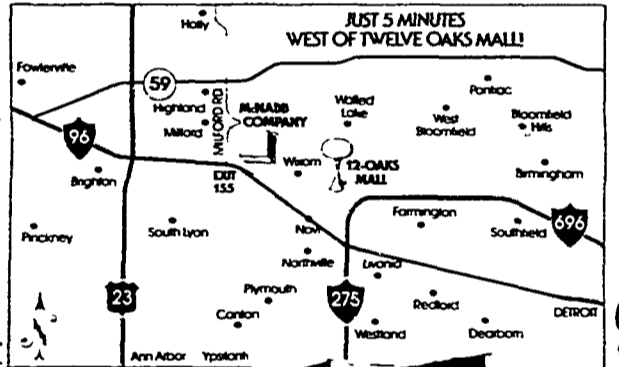 JUST 5 MINUTES
WEST OF TWELVE OAKS MALL!
Holly
Fowlerville
59
Pontiac
Highland
MILFORD RD
McNABB
COMPANY
Walled
Lake
West
Bloomfield
Bloomfield
Hills
Milford
96
Wixom
12-OAKS
MALL
Birmingham
Brighton
EXIT
155
Pinckney
South Lyon
Novi
Farmington
Southfield
696
Northville
Livonia
23
Plymouth
275
Redford
DETROIT
Canton
Westland
Dearborn
Ann Arbor
Ypsilanti